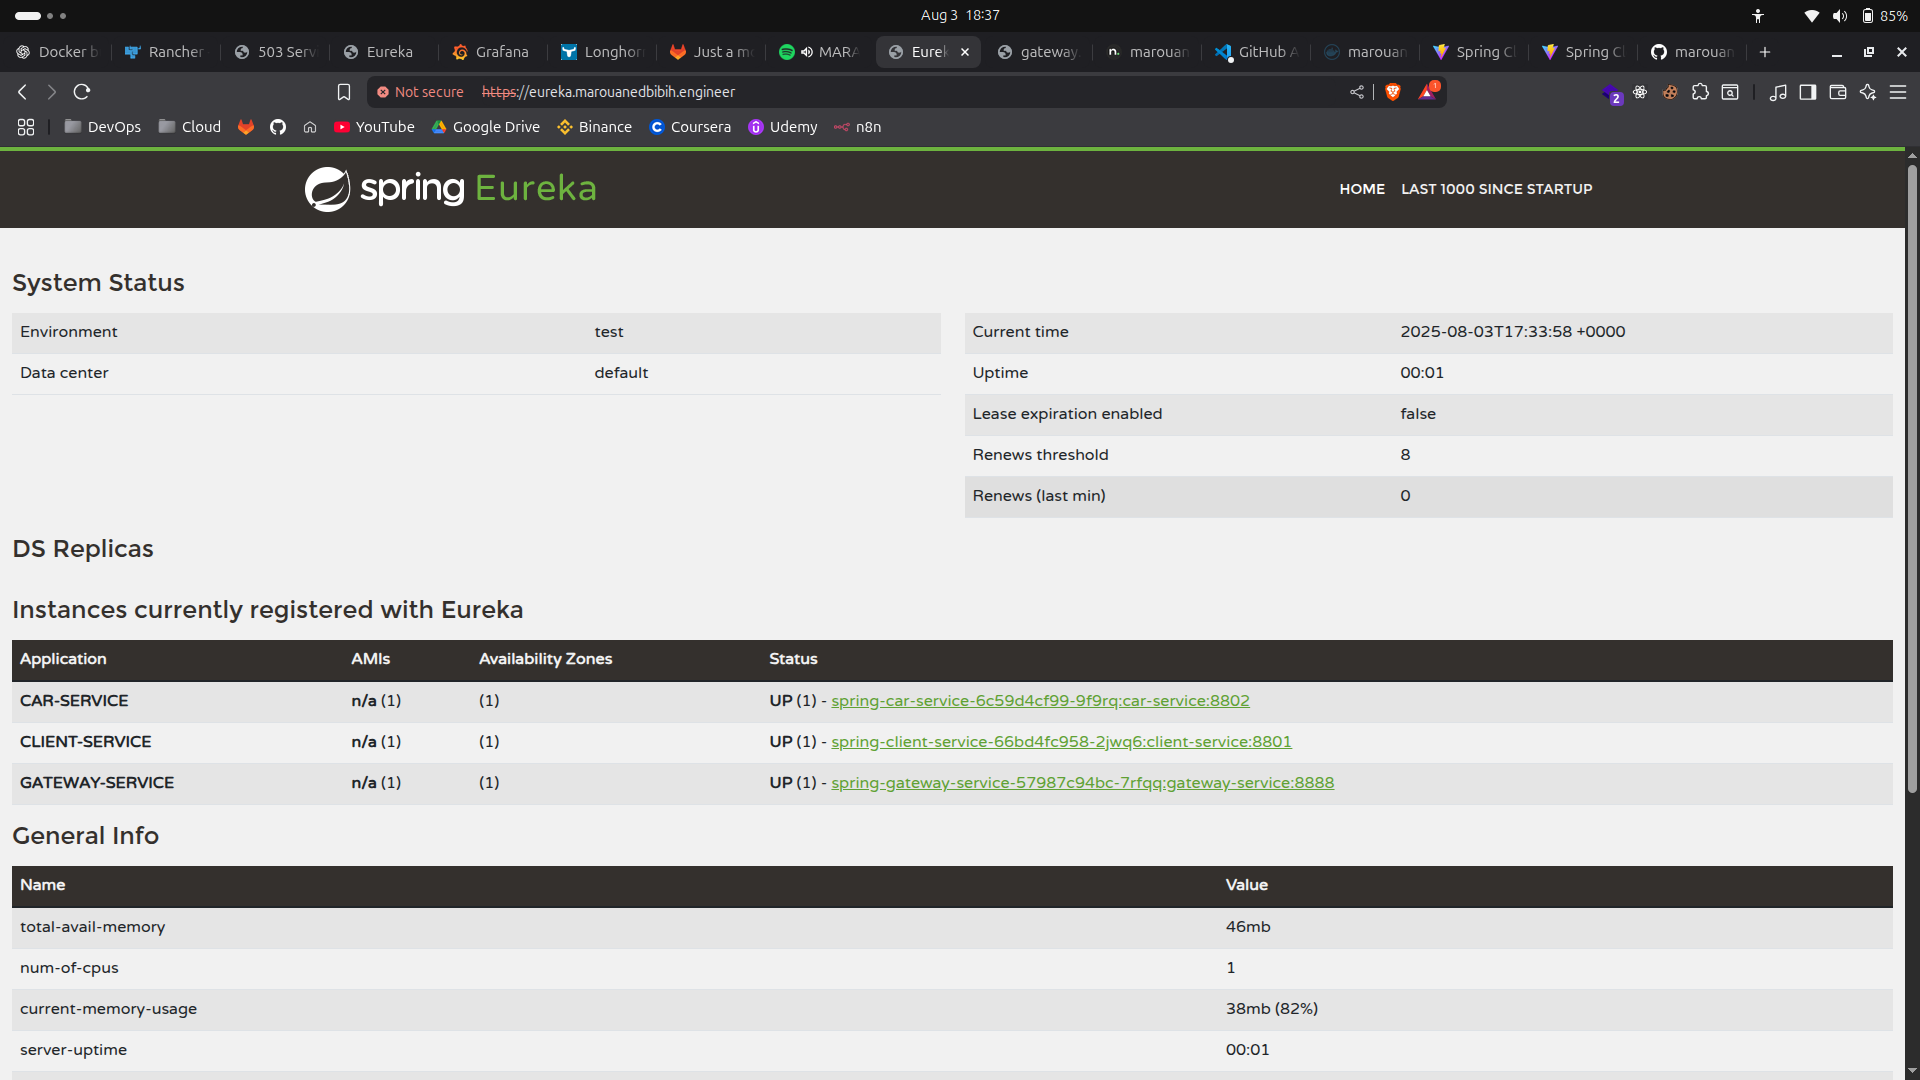 Aug 3 18:37
85%
Docker b
Rancher
503 Serv
Eureka
Grafana
Longhor
Just a mo
MARA
Eurek
gateway.
n.
marouan
GitHub A
marouan
Spring Cl
Spring Cl
marouan
Not secure
https://eureka.marouanedbibih.engineer
1
2
DevOps
Cloud
YouTube
Google Drive
Binance
Coursera
Udemy
n8n
spring Eureka
HOME
LAST 1000 SINCE STARTUP
System Status
Environment test
Data center default
Current time 2025-08-03T17:33:58 +0000
Uptime 00:01
Lease expiration enabled false
Renews threshold 8
Renews (last min) 0
DS Replicas
Instances currently registered with Eureka
Application AMIs Availability Zones Status
CAR-SERVICE n/a (1) (1) UP (1) - spring-car-service-6c59d4cf99-9f9rq:car-service:8802
CLIENT-SERVICE n/a (1) (1) UP (1) - spring-client-service-66bd4fc958-2jwq6:client-service:8801
GATEWAY-SERVICE n/a (1) (1) UP (1) - spring-gateway-service-57987c94bc-7rfqq:gateway-service:8888
General Info
Name Value
total-avail-memory 46mb
num-of-cpus 1
current-memory-usage 38mb (82%)
server-uptime 00:01